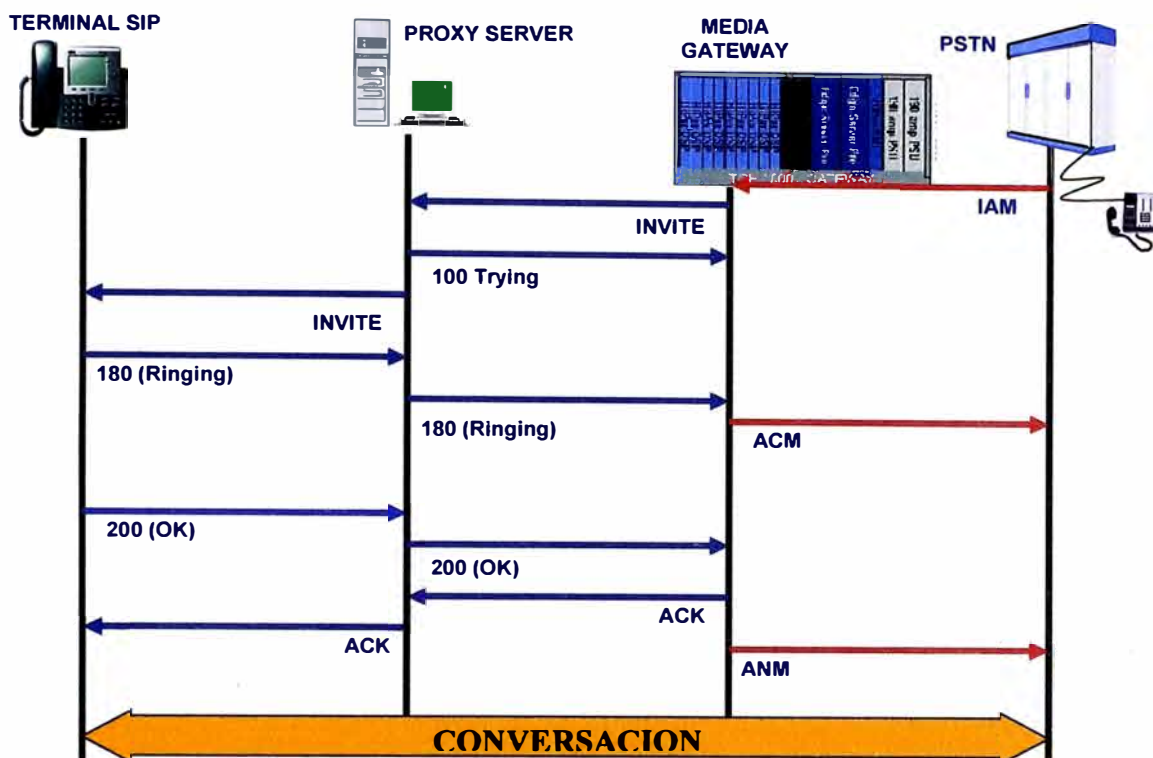 TERMINAL SIP
PROXY SERVER
MEDIA
GATEWAY
PSTN
IAM
INVITE
100 Trying
INVITE
180 (Ringing)
180 (Ringing)
ACM
200 (OK)
200 (OK)
ACK
ACK
ANM
CONVERSACION